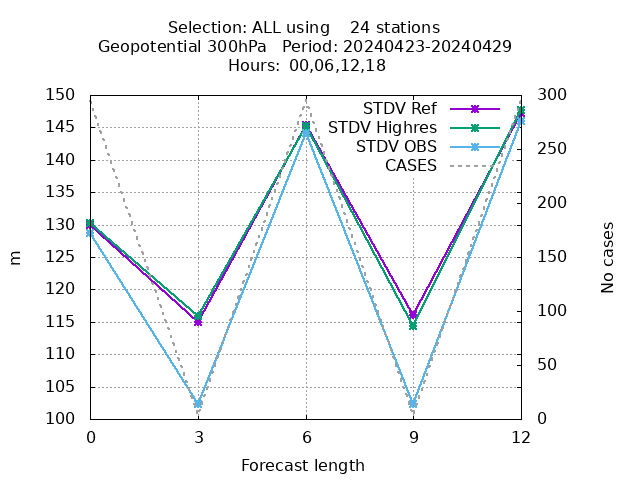 Selection: ALL using    24 stations
Geopotential 300hPa   Period: 20240423-20240429
Hours: 00,06,12,18
150
145
140
135
130
125
120
115
110
105
100
m
STDV Ref
STDV Highres
STDV OBS
CASES
300
250
200
150
100
50
0
No cases
0 3 6 9 12
Forecast length